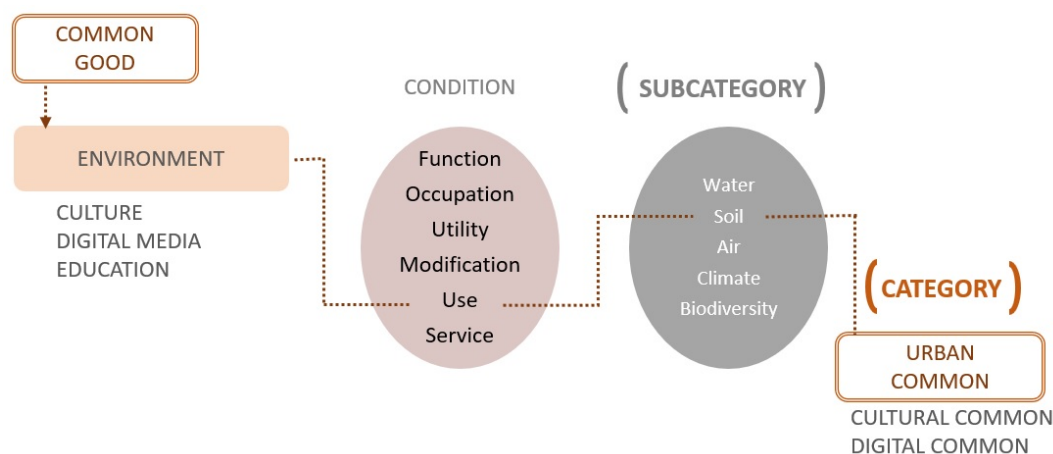 COMMON
GOOD
ENVIRONMENT
CULTURE
DIGITAL MEDIA
EDUCATION
CONDITION
Function
Occupation
Utility
Modification
Use
Service
(SUBCATEGORY)
Water
Soil
Air
Climate
Biodiversity
(CATEGORY)
URBAN
COMMON
CULTURAL COMMON
DIGITAL COMMON